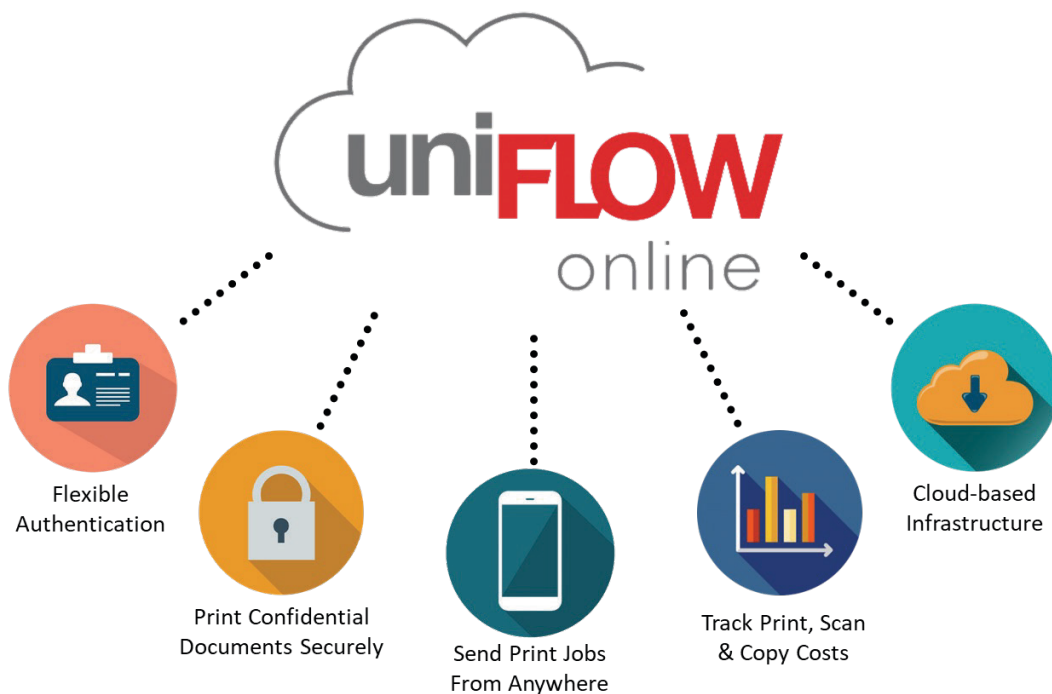 uniFLOW
online
Flexible
Authentication
Print Confidential
Documents Securely
Send Print Jobs
From Anywhere
Track Print, Scan
& Copy Costs
Cloud-based
Infrastructure